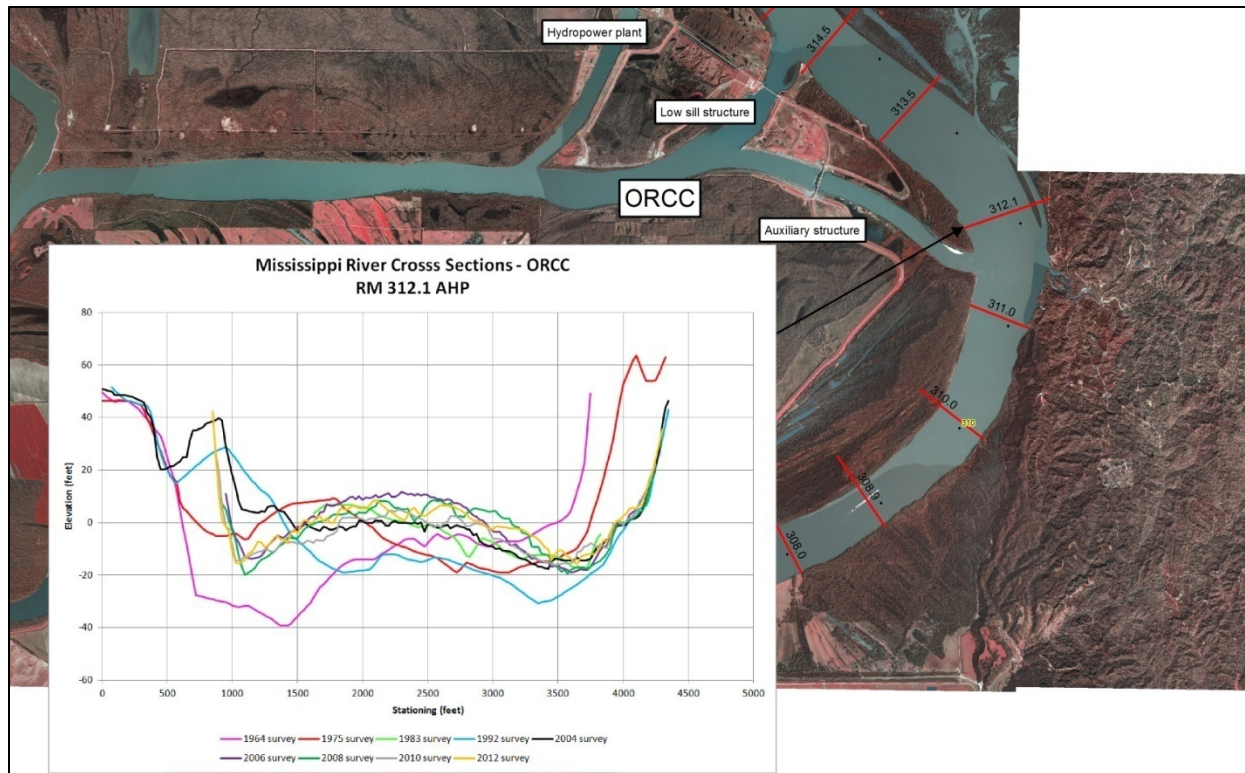 Hydropower plant
314.5
Low sill structure
313.5
ORCC
312.1
Auxiliary structure
311.0
310.0
310
308.9
308.0
Mississippi River Crosss Sections - ORCC
RM 312.1 AHP
80
60
40
20
0
-20
-40
-60
Elevation (feet)
0 500 1000 1500 2000 2500 3000 3500 4000 4500 5000
Stationing (feet)
1964 survey 1975 survey 1983 survey 1992 survey 2004 survey
2006 survey 2008 survey 2010 survey 2012 survey